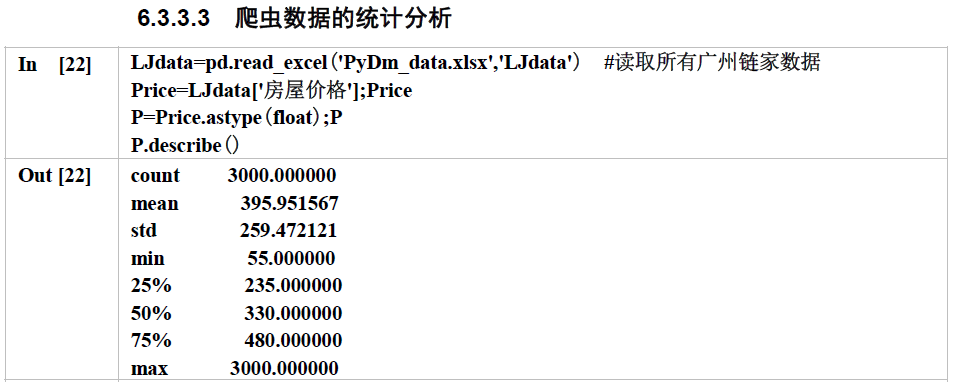 6.3.3.3 爬虫数据的统计分析
In [22] LJdata=pd.read_excel('PyDm_data.xlsx','LJdata') #读取所有广州链家数据
Price=LJdata['房屋价格'];Price
P=Price.astype(float);P
P.describe()
Out [22] count 3000.000000
mean 395.951567
std 259.472121
min 55.000000
25% 235.000000
50% 330.000000
75% 480.000000
max 3000.000000